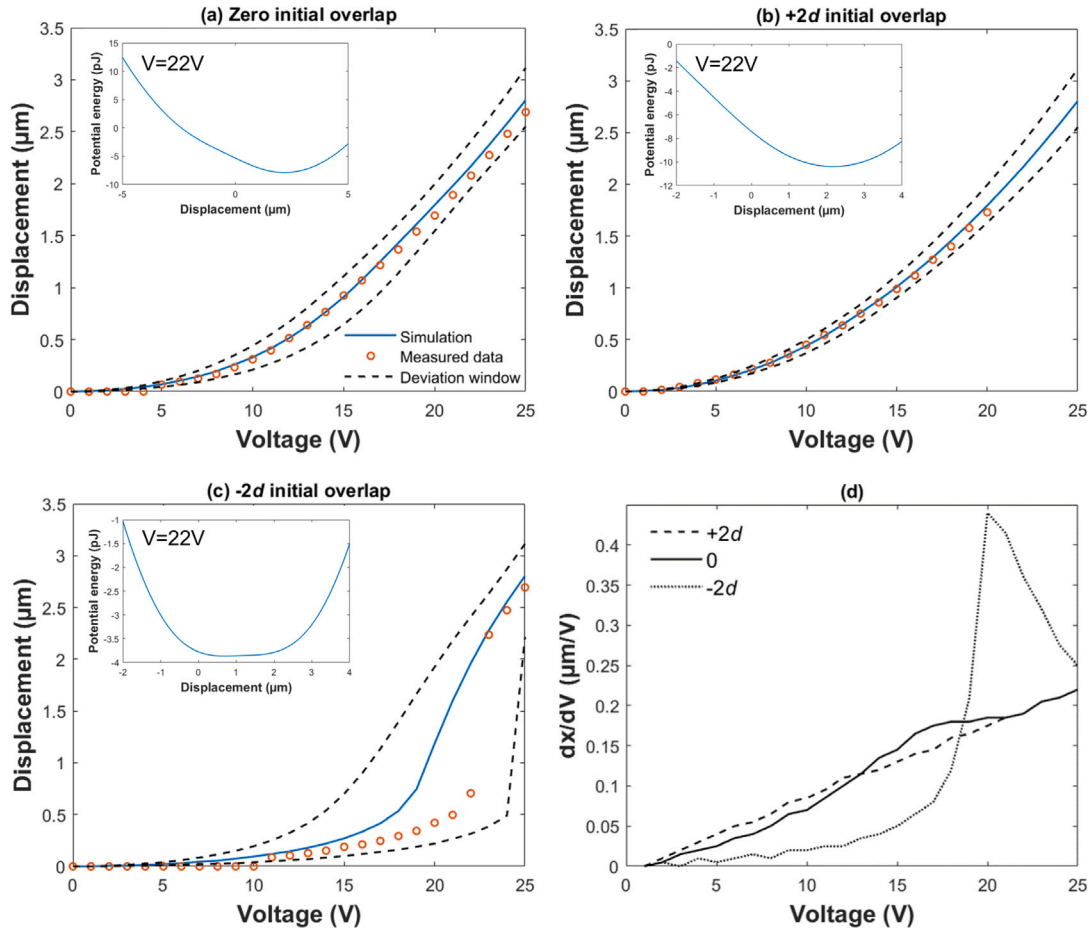 (a) Zero initial overlap
3.5
3
2.5
2
1.5
1
0.5
0
Displacement (µm)
15
10
5
0
-5
-10
Potential energy (pJ)
V=22V
-5 0 5
Displacement (µm)
Simulation
Measured data
Deviation window
0 5 10 15 20 25
Voltage (V)
(b) +2d initial overlap
3.5
3
2.5
2
1.5
1
0.5
0
Displacement (µm)
0
-2
-4
-6
-8
-10
-12
Potential energy (pJ)
V=22V
-2 -1 0 1 2 3 4
Displacement (µm)
0 5 10 15 20 25
Voltage (V)
(c) -2d initial overlap
3.5
3
2.5
2
1.5
1
0.5
0
Displacement (µm)
-1
-1.5
-2
-2.5
-3
-3.5
-4
Potential energy (pJ)
V=22V
-2 -1 0 1 2 3 4
Displacement (µm)
0 5 10 15 20 25
Voltage (V)
(d)
0.4
0.35
0.3
0.25
0.2
0.15
0.1
0.05
0
dx/dV (µm/V)
+2d
0
-2d
0 5 10 15 20 25
Voltage (V)